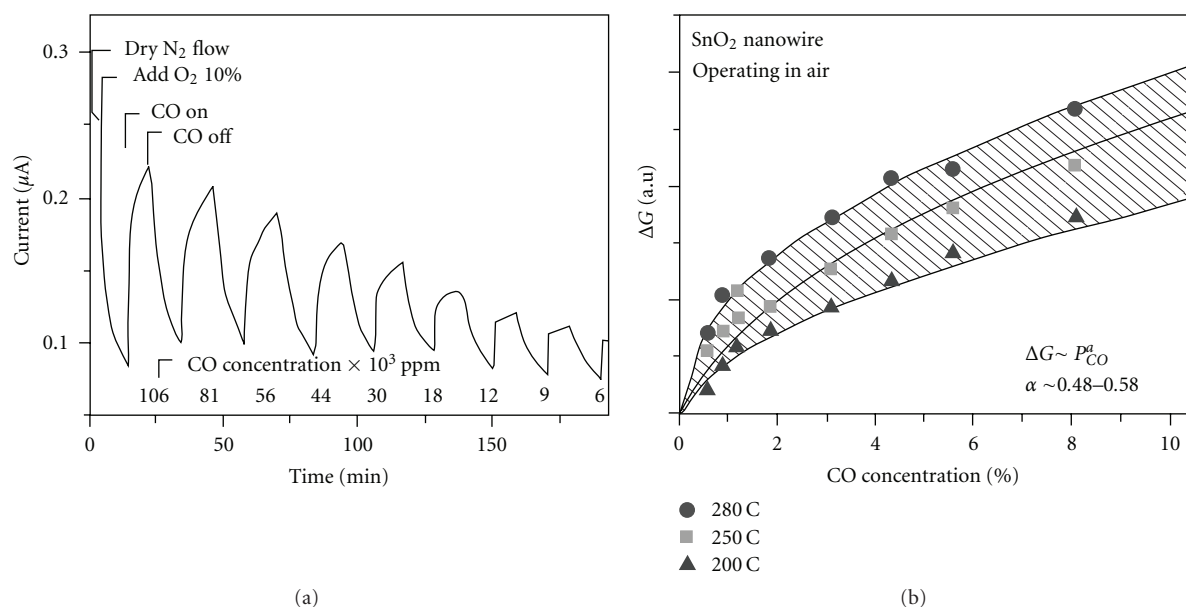 0.3
0.2
0.1
0
Current (μA)
Dry N₂ flow
Add O₂ 10%
CO on
CO off
CO concentration × 10³ ppm
106 81 56 44 30 18 12 9 6
0 50 100 150
Time (min)
(a)
SnO₂ nanowire
Operating in air
ΔG (a.u)
ΔG∼ P_CO^a
α ∼0.48–0.58
0 2 4 6 8 10
CO concentration (%)
280 C
250 C
200 C
(b)